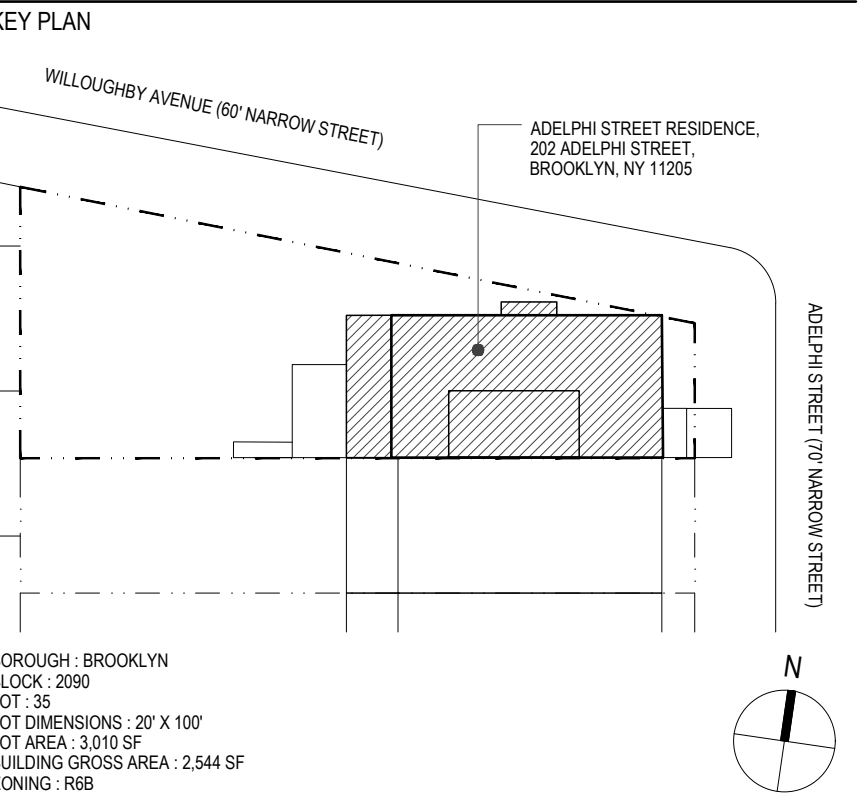 KEY PLAN
WILLOUGHBY AVENUE (60' NARROW STREET)
ADELPHI STREET RESIDENCE,
202 ADELPHI STREET,
BROOKLYN, NY 11205
ADELPHI STREET (70' NARROW STREET)
OROUGH : BROOKLYN
LOCK : 2090
OT : 35
OT DIMENSIONS : 20' X 100'
OT AREA : 3,010 SF
UILDING GROSS AREA : 2,544 SF
ONING : R6B
N